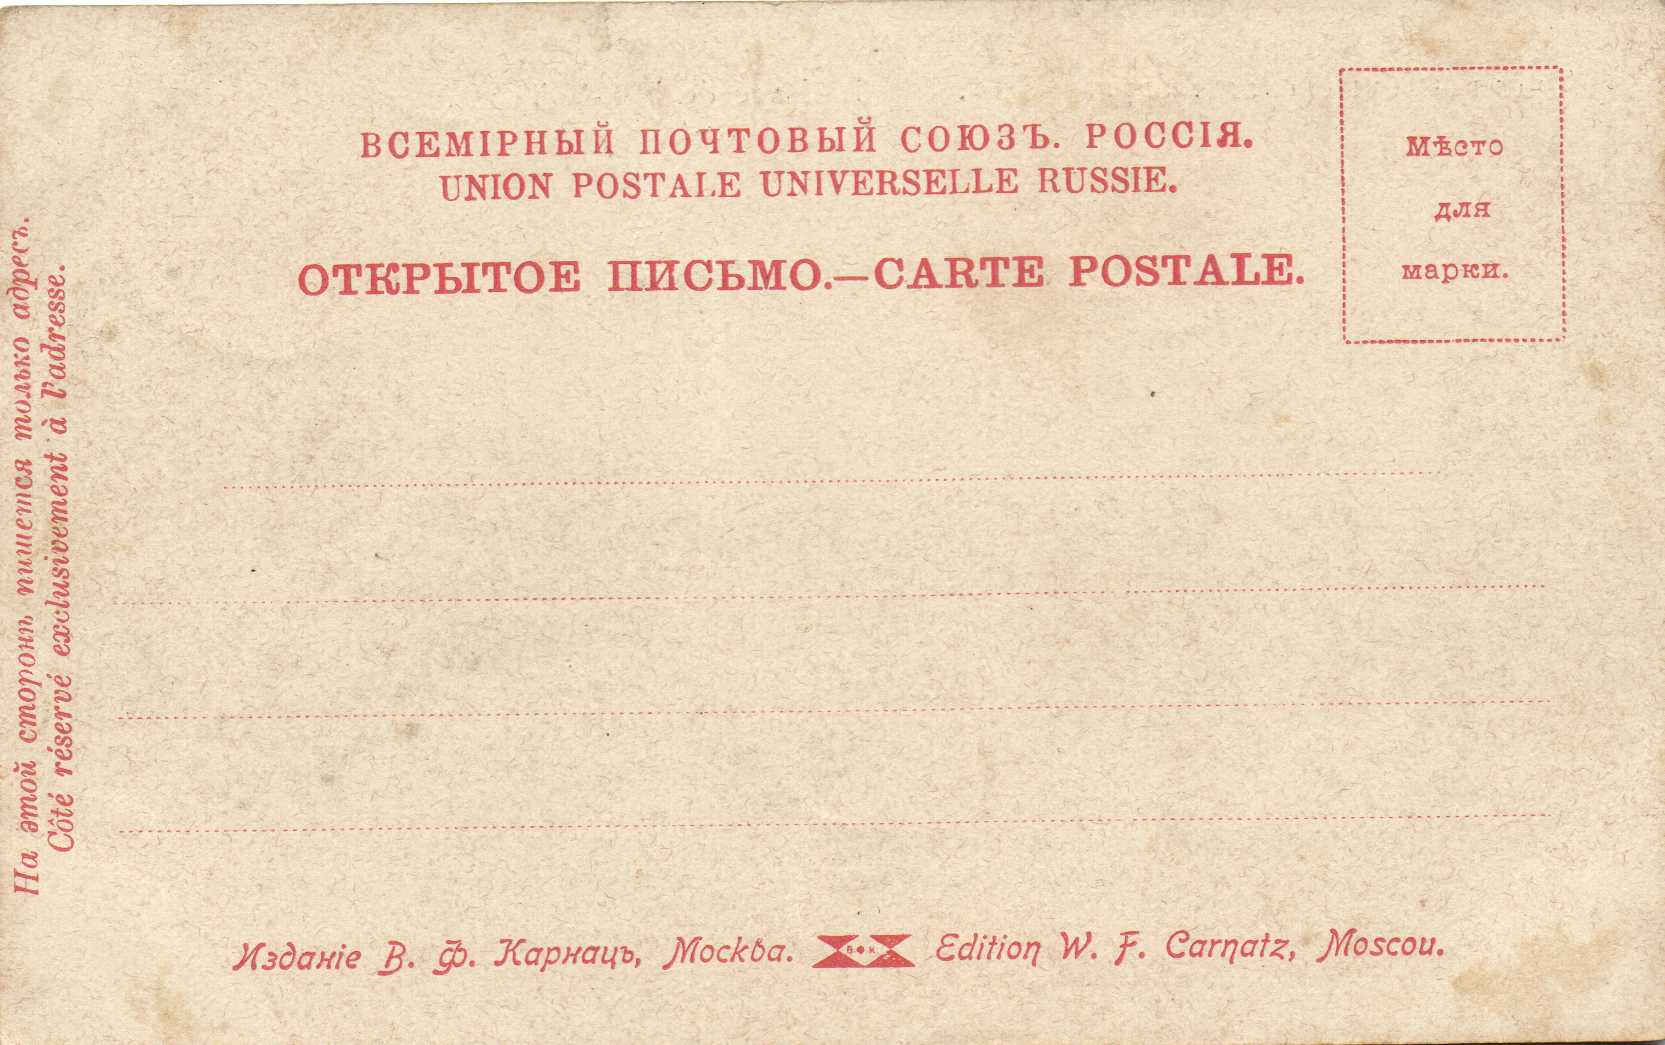 ВСЕМІРНЫЙ ПОЧТОВЫЙ СОЮЗЪ. РОССІЯ.
UNION POSTALE UNIVERSELLE RUSSIE.
ОТКРЫТОЕ ПИСЬМО.—CARTE POSTALE.
Мѣсто
для
марки.
На этой сторонѣ пишется только адресъ.
Côté réservé exclusivement à l'adresse.
Изданіе В. Ф. Карнацъ, Москва. В.Ф.К. Edition W. F. Carnatz, Moscou.